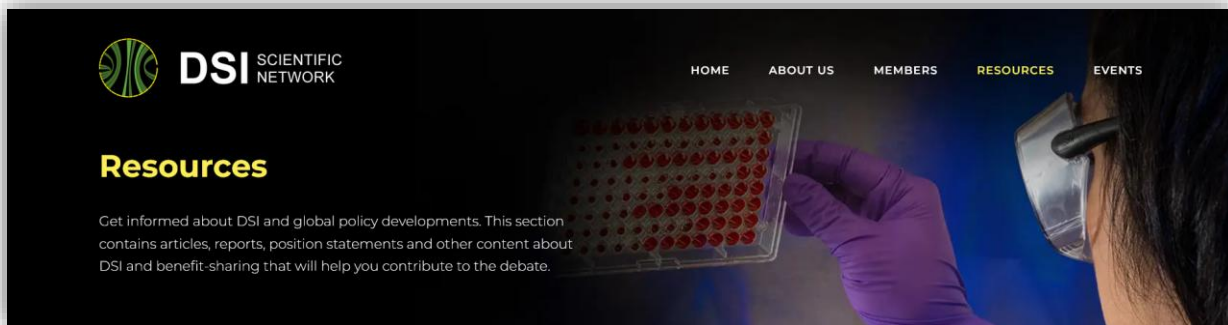 DSI SCIENTIFIC
NETWORK
HOME ABOUT US MEMBERS RESOURCES EVENTS
Resources
Get informed about DSI and global policy developments. This section
contains articles, reports, position statements and other content about
DSI and benefit-sharing that will help you contribute to the debate.